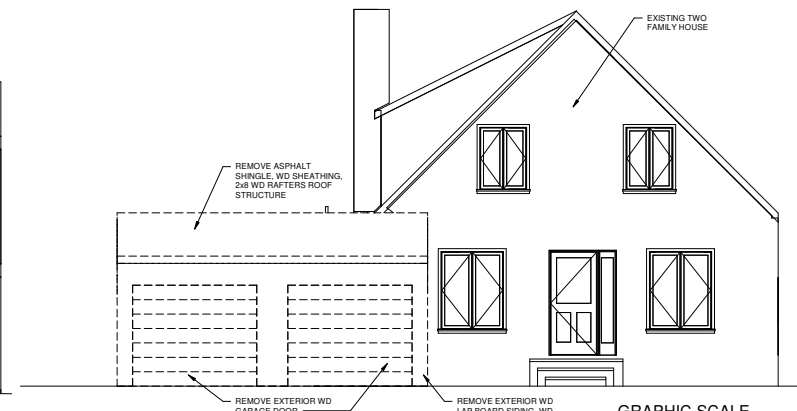 EXISTING TWO
FAMILY HOUSE
REMOVE ASPHALT
SHINGLE, WD SHEATHING,
2x8 WD RAFTERS ROOF
STRUCTURE
REMOVE EXTERIOR WD
GARAGE DOOR
REMOVE EXTERIOR WD
LAP BOARD SIDING, WD
GRAPHIC SCALE